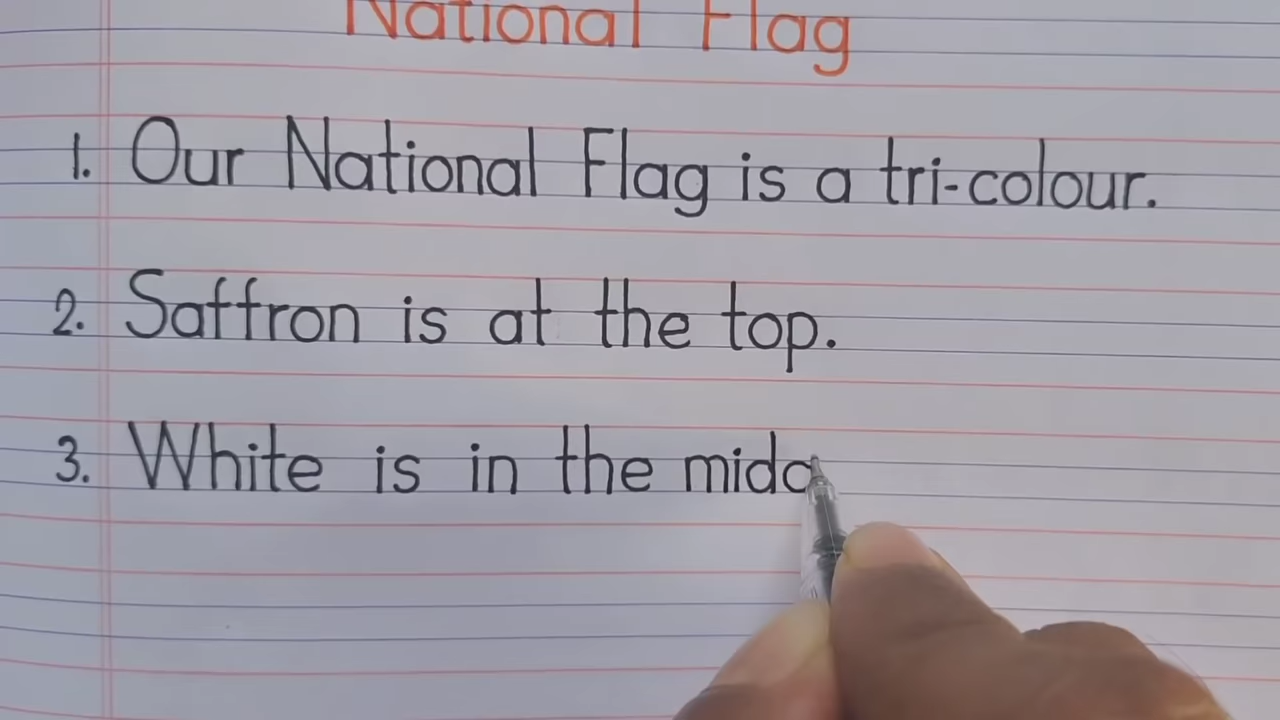 National Flag
1. Our National Flag is a tri-colour.
2. Saffron is at the top.
3. White is in the